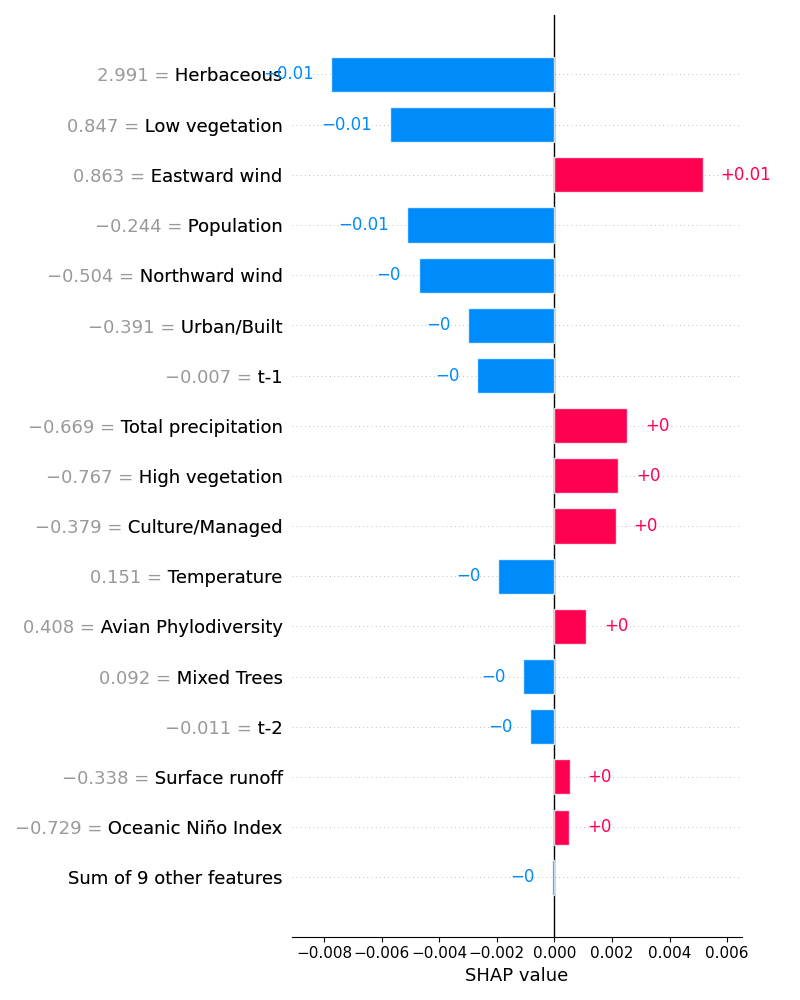 2.991 = Herbaceous −0.01
0.847 = Low vegetation −0.01
0.863 = Eastward wind +0.01
−0.244 = Population −0.01
−0.504 = Northward wind −0
−0.391 = Urban/Built −0
−0.007 = t-1 −0
−0.669 = Total precipitation +0
−0.767 = High vegetation +0
−0.379 = Culture/Managed +0
0.151 = Temperature −0
0.408 = Avian Phylodiversity +0
0.092 = Mixed Trees −0
−0.011 = t-2 −0
−0.338 = Surface runoff +0
−0.729 = Oceanic Niño Index +0
Sum of 9 other features −0
−0.008 −0.006 −0.004 −0.002 0.000 0.002 0.004 0.006
SHAP value